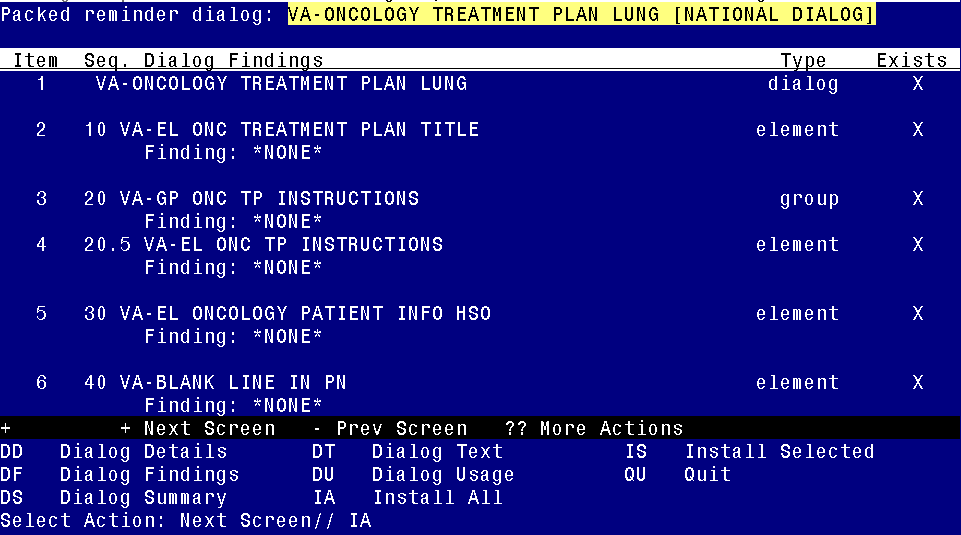 Packed reminder dialog: VA-ONCOLOGY TREATMENT PLAN LUNG [NATIONAL DIALOG]
Item Seq. Dialog Findings Type Exists
1 VA-ONCOLOGY TREATMENT PLAN LUNG dialog X
2 10 VA-EL ONC TREATMENT PLAN TITLE element X
Finding: *NONE*
3 20 VA-GP ONC TP INSTRUCTIONS group X
Finding: *NONE*
4 20.5 VA-EL ONC TP INSTRUCTIONS element X
Finding: *NONE*
5 30 VA-EL ONCOLOGY PATIENT INFO HSO element X
Finding: *NONE*
6 40 VA-BLANK LINE IN PN element X
Finding: *NONE*
+ + Next Screen - Prev Screen ?? More Actions
DD Dialog Details DT Dialog Text IS Install Selected
DF Dialog Findings DU Dialog Usage QU Quit
DS Dialog Summary IA Install All
Select Action: Next Screen// IA